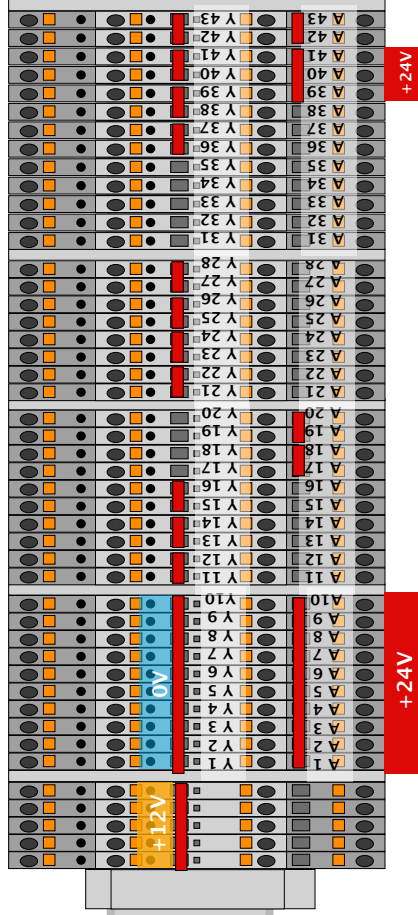 Y 43 A 43
Y 42 A 42
Y 41 A 41
+24V
Y 40 A 40
Y 39 A 39
Y 38 A 38
Y 37 A 37
Y 36 A 36
Y 35 A 35
Y 34 A 34
Y 33 A 33
Y 32 A 32
Y 31 A 31
Y 28 A 28
Y 27 A 27
Y 26 A 26
Y 25 A 25
Y 24 A 24
Y 23 A 23
Y 22 A 22
Y 21 A 21
Y 20 A 20
Y 19 A 19
Y 18 A 18
Y 17 A 17
Y 16 A 16
Y 15 A 15
Y 14 A 14
Y 13 A 13
Y 12 A 12
Y 11 A 11
Y10 A10
Y 9 A 9
Y 8 A 8
Y 7 A 7
Y 6 A 6
0V
+24V
Y 5 A 5
Y 4 A 4
Y 3 A 3
Y 2 A 2
Y 1 A 1
+12V